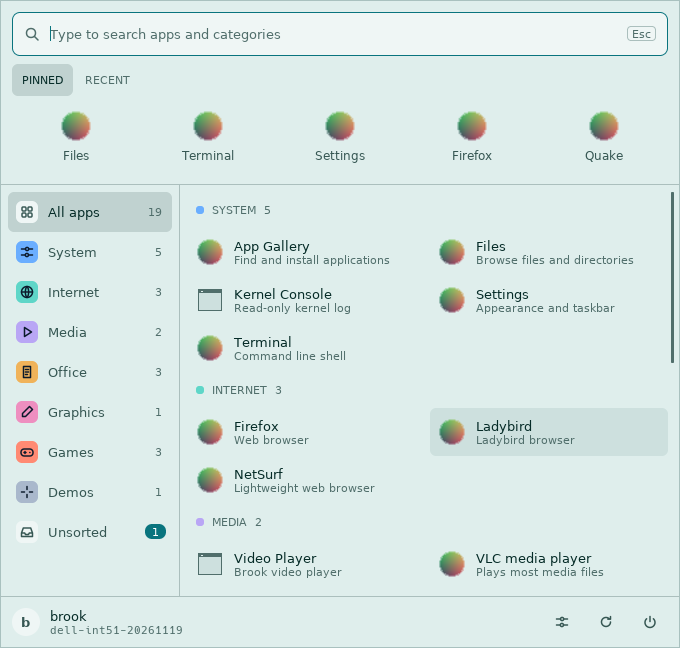 Type to search apps and categories
Esc
PINNED
RECENT
Files
Terminal
Settings
Firefox
Quake
All apps 19
System 5
Internet 3
Media 2
Office 3
Graphics 1
Games 3
Demos 1
Unsorted 1
SYSTEM 5
App Gallery
Find and install applications
Files
Browse files and directories
Kernel Console
Read-only kernel log
Settings
Appearance and taskbar
Terminal
Command line shell
INTERNET 3
Firefox
Web browser
Ladybird
Ladybird browser
NetSurf
Lightweight web browser
MEDIA 2
Video Player
Brook video player
VLC media player
Plays most media files
b
brook
dell-int51-20261119